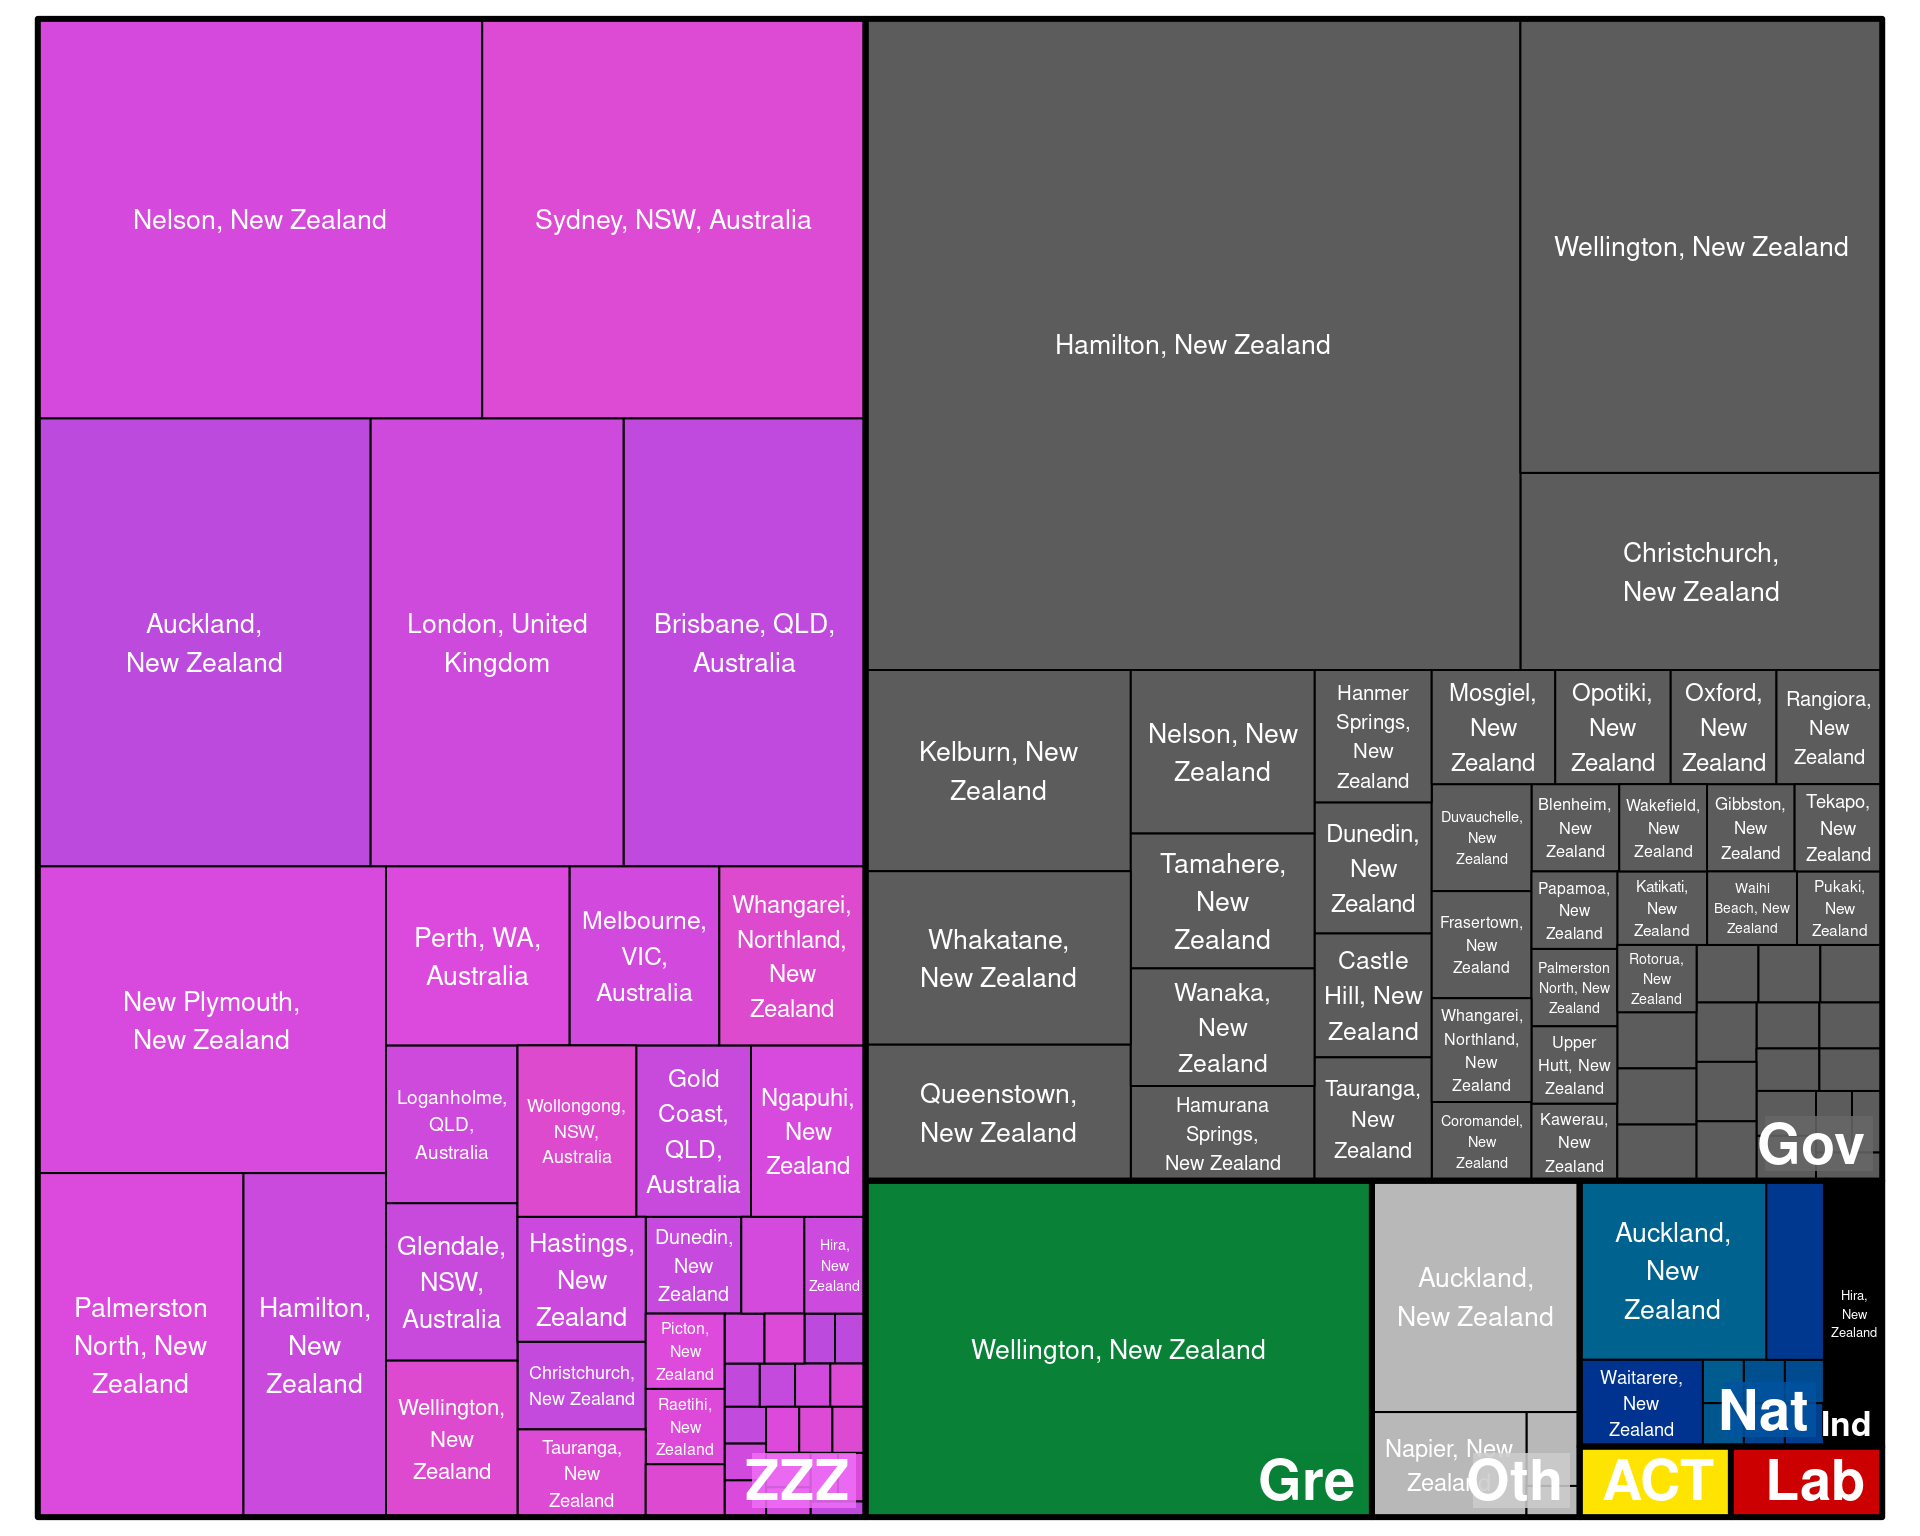 Nelson, New Zealand
Sydney, NSW, Australia
Auckland,
New Zealand
London, United
Kingdom
Brisbane, QLD,
Australia
New Plymouth,
New Zealand
Perth, WA,
Australia
Melbourne,
VIC,
Australia
Whangarei,
Northland,
New
Zealand
Loganholme,
QLD,
Australia
Wollongong,
NSW,
Australia
Gold
Coast,
QLD,
Australia
Ngapuhi,
New
Zealand
Palmerston
North, New
Zealand
Hamilton,
New
Zealand
Glendale,
NSW,
Australia
Hastings,
New
Zealand
Dunedin,
New
Zealand
Hira,
New
Zealand
Wellington,
New
Zealand
Christchurch,
New Zealand
Picton,
New
Zealand
Raetihi,
New
Zealand
Tauranga,
New
Zealand
ZZZ
Hamilton, New Zealand
Wellington, New Zealand
Christchurch,
New Zealand
Kelburn, New
Zealand
Whakatane,
New Zealand
Queenstown,
New Zealand
Nelson, New
Zealand
Tamahere,
New
Zealand
Wanaka,
New
Zealand
Hamurana
Springs,
New Zealand
Hanmer
Springs,
New
Zealand
Dunedin,
New
Zealand
Castle
Hill, New
Zealand
Tauranga,
New
Zealand
Mosgiel,
New
Zealand
Opotiki,
New
Zealand
Oxford,
New
Zealand
Rangiora,
New
Zealand
Duvauchelle,
New
Zealand
Frasertown,
New
Zealand
Whangarei,
Northland,
New
Zealand
Coromandel,
New
Zealand
Blenheim,
New
Zealand
Wakefield,
New
Zealand
Gibbston,
New
Zealand
Tekapo,
New
Zealand
Papamoa,
New
Zealand
Katikati,
New
Zealand
Waihi
Beach, New
Zealand
Pukaki,
New
Zealand
Palmerston
North, New
Zealand
Rotorua,
New
Zealand
Upper
Hutt, New
Zealand
Kawerau,
New
Zealand
Gov
Wellington, New Zealand
Gre
Auckland,
New Zealand
Napier, New
Zealand
Oth
Auckland,
New
Zealand
Waitarere,
New
Zealand
Nat
Hira,
New
Zealand
Ind
ACT
Lab